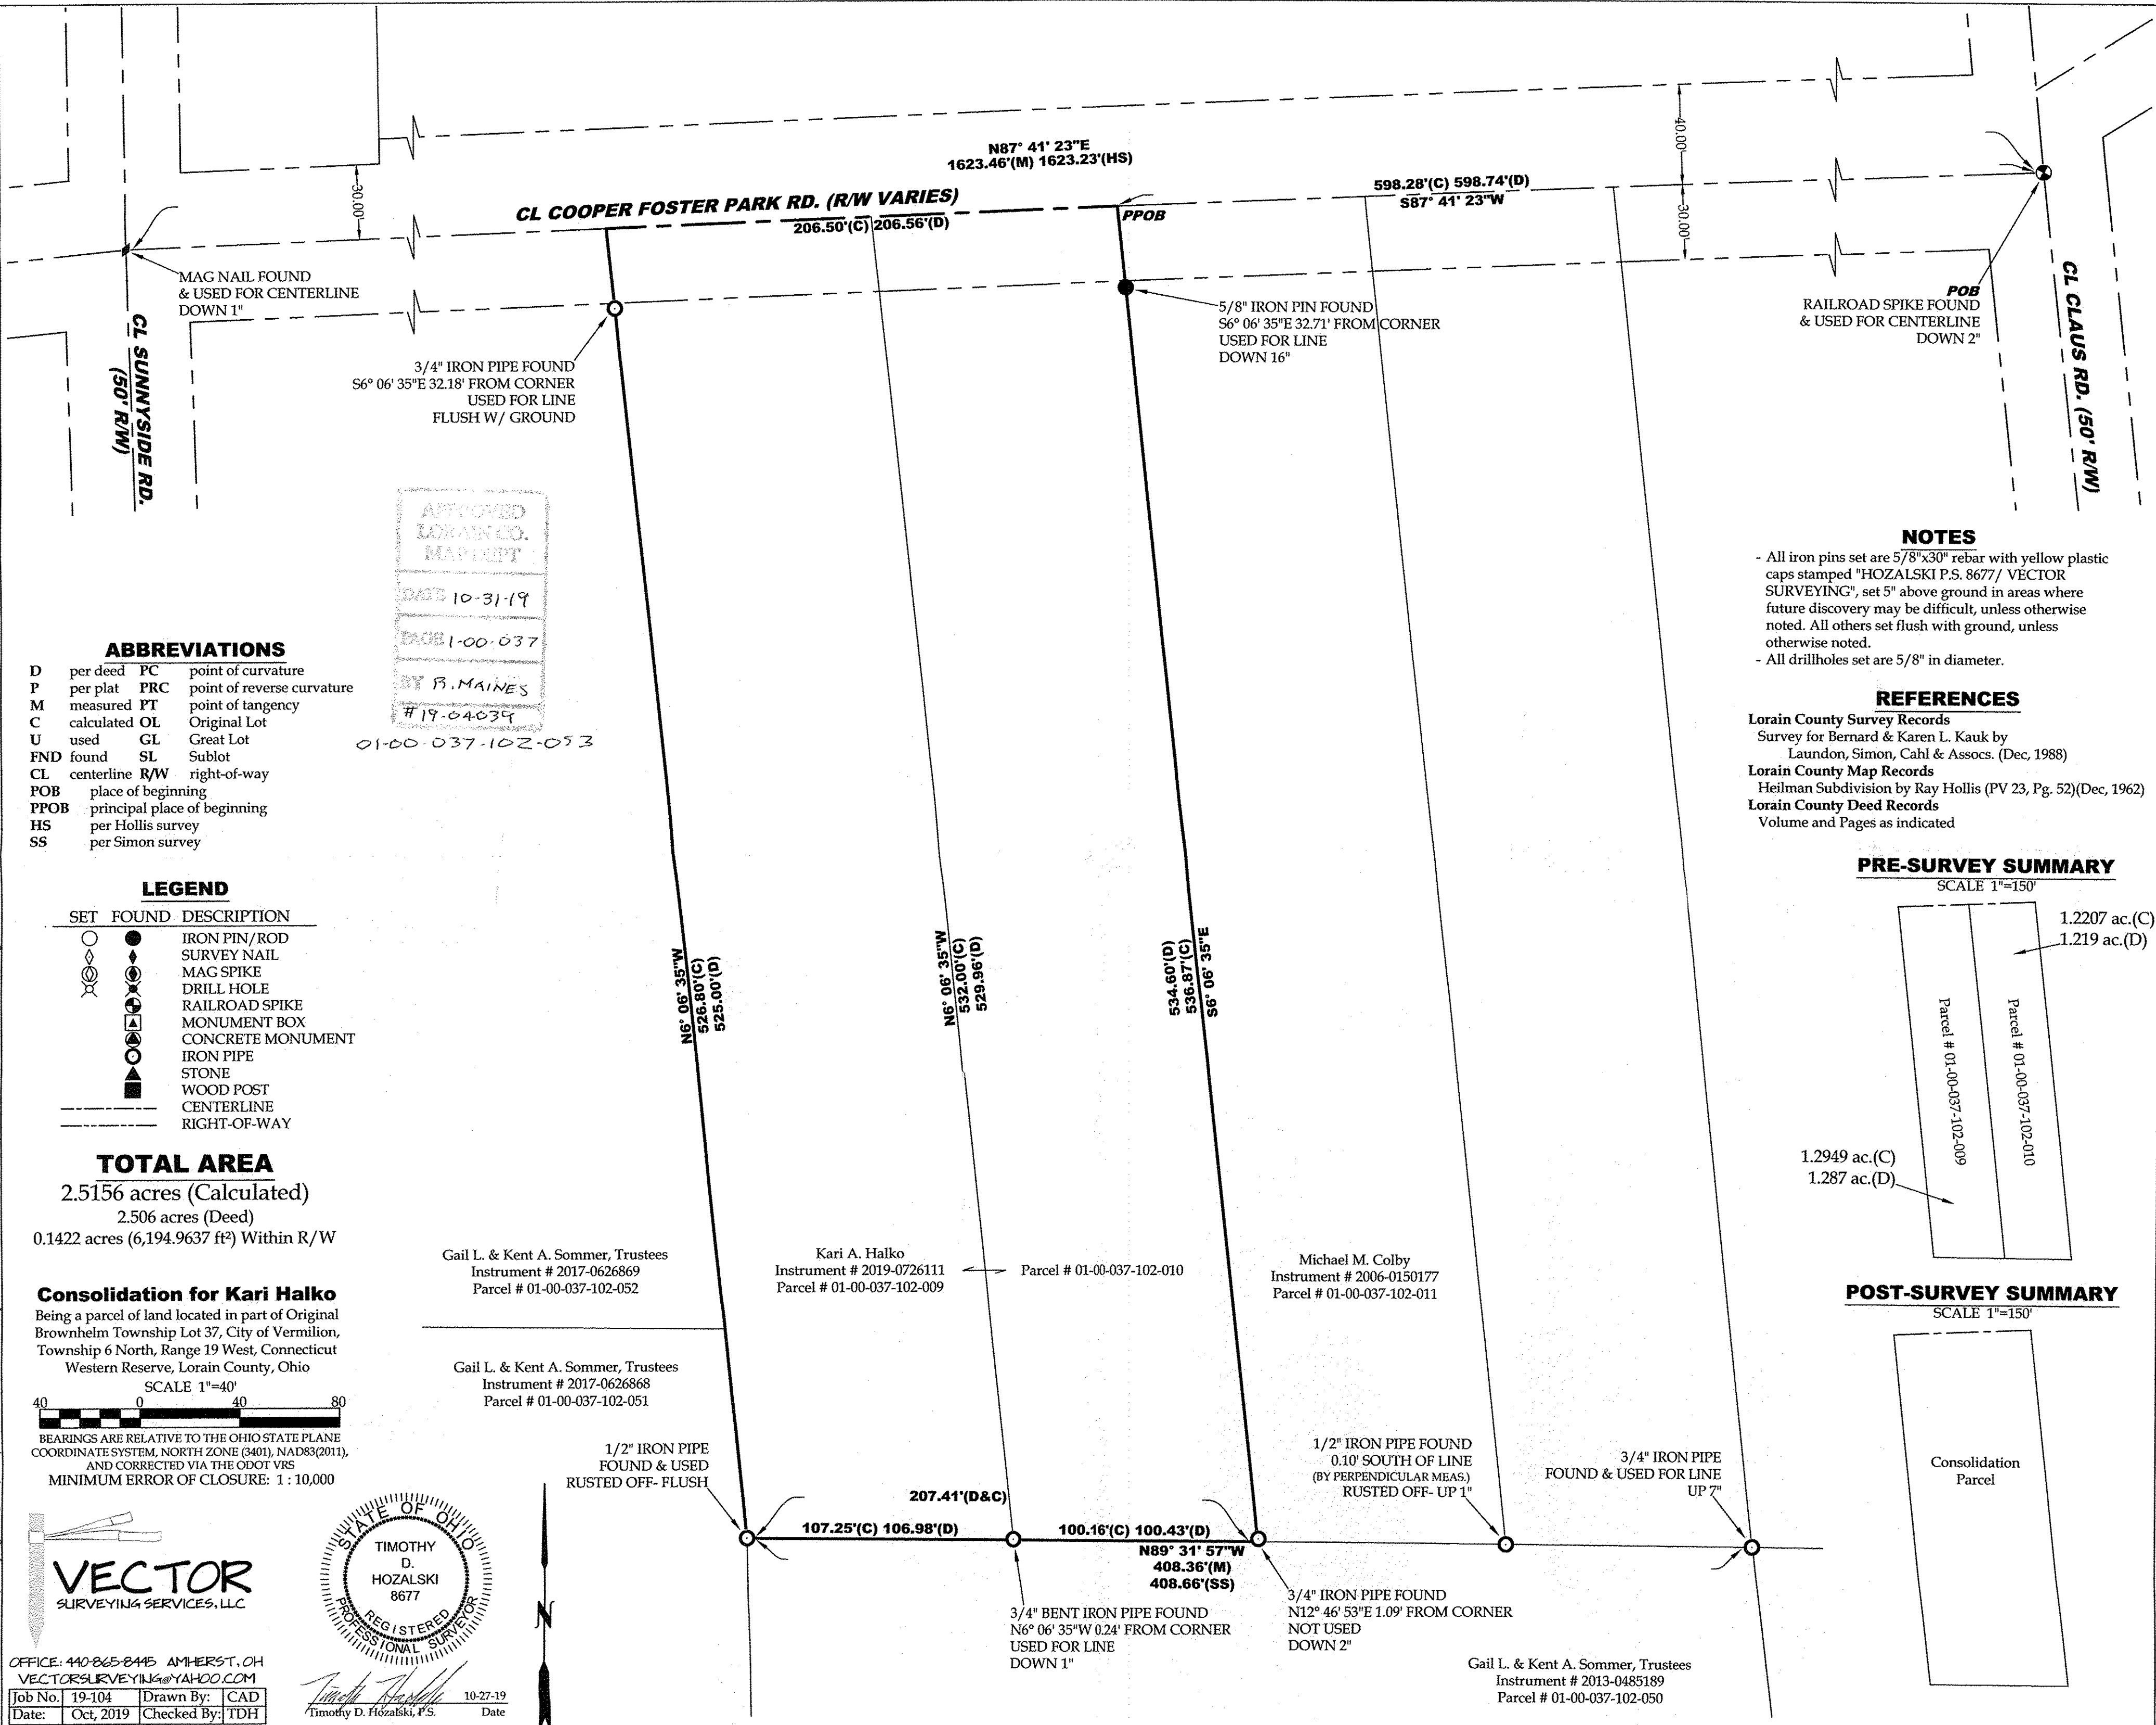 N87° 41' 23"E
1623.46'(M) 1623.23'(HS)
CL COOPER FOSTER PARK RD. (R/W VARIES)
206.50'(C) 206.56'(D)
PPOB
598.28'(C) 598.74'(D)
S87° 41' 23"W
40.00'
30.00'
30.00'
MAG NAIL FOUND
& USED FOR CENTERLINE
DOWN 1"
CL SUNNYSIDE RD.
(50' R/W)
3/4" IRON PIPE FOUND
S6° 06' 35"E 32.18' FROM CORNER
USED FOR LINE
FLUSH W/ GROUND
5/8" IRON PIN FOUND
S6° 06' 35"E 32.71' FROM CORNER
USED FOR LINE
DOWN 16"
POB
RAILROAD SPIKE FOUND
& USED FOR CENTERLINE
DOWN 2"
CL CLAUS RD. (50' R/W)
APPROVED
LORAIN CO.
MAP DEPT
DATE 10-31-19
PAGE 1-00-037
BY R. MAINES
# 19-04039
01-00-037-102-053
NOTES
- All iron pins set are 5/8"x30" rebar with yellow plastic
caps stamped "HOZALSKI P.S. 8677/ VECTOR
SURVEYING", set 5" above ground in areas where
future discovery may be difficult, unless otherwise
noted. All others set flush with ground, unless
otherwise noted.
- All drillholes set are 5/8" in diameter.
REFERENCES
Lorain County Survey Records
Survey for Bernard & Karen L. Kauk by
Laundon, Simon, Cahl & Assocs. (Dec, 1988)
Lorain County Map Records
Heilman Subdivision by Ray Hollis (PV 23, Pg. 52)(Dec, 1962)
Lorain County Deed Records
Volume and Pages as indicated
ABBREVIATIONS
D per deed PC point of curvature
P per plat PRC point of reverse curvature
M measured PT point of tangency
C calculated OL Original Lot
U used GL Great Lot
FND found SL Sublot
CL centerline R/W right-of-way
POB place of beginning
PPOB principal place of beginning
HS per Hollis survey
SS per Simon survey
LEGEND
SET FOUND DESCRIPTION
IRON PIN/ROD
SURVEY NAIL
MAG SPIKE
DRILL HOLE
RAILROAD SPIKE
MONUMENT BOX
CONCRETE MONUMENT
IRON PIPE
STONE
WOOD POST
CENTERLINE
RIGHT-OF-WAY
N6° 06' 35"W
526.80'(C)
525.00'(D)
N6° 06' 35"W
532.00'(C)
529.96'(D)
534.60'(D)
536.87'(C)
S6° 06' 35"E
PRE-SURVEY SUMMARY
SCALE 1"=150'
1.2207 ac.(C)
1.219 ac.(D)
Parcel # 01-00-037-102-009
Parcel # 01-00-037-102-010
1.2949 ac.(C)
1.287 ac.(D)
TOTAL AREA
2.5156 acres (Calculated)
2.506 acres (Deed)
0.1422 acres (6,194.9637 ft²) Within R/W
Gail L. & Kent A. Sommer, Trustees
Instrument # 2017-0626869
Parcel # 01-00-037-102-052
Kari A. Halko
Instrument # 2019-0726111
Parcel # 01-00-037-102-009
Parcel # 01-00-037-102-010
Michael M. Colby
Instrument # 2006-0150177
Parcel # 01-00-037-102-011
Gail L. & Kent A. Sommer, Trustees
Instrument # 2017-0626868
Parcel # 01-00-037-102-051
POST-SURVEY SUMMARY
SCALE 1"=150'
Consolidation
Parcel
Consolidation for Kari Halko
Being a parcel of land located in part of Original
Brownhelm Township Lot 37, City of Vermilion,
Township 6 North, Range 19 West, Connecticut
Western Reserve, Lorain County, Ohio
SCALE 1"=40'
40 0 40 80
BEARINGS ARE RELATIVE TO THE OHIO STATE PLANE
COORDINATE SYSTEM, NORTH ZONE (3401), NAD83(2011),
AND CORRECTED VIA THE ODOT VRS
MINIMUM ERROR OF CLOSURE: 1 : 10,000
1/2" IRON PIPE
FOUND & USED
RUSTED OFF- FLUSH
207.41'(D&C)
107.25'(C) 106.98'(D)
100.16'(C) 100.43'(D)
N89° 31' 57"W
408.36'(M)
408.66'(SS)
1/2" IRON PIPE FOUND
0.10' SOUTH OF LINE
(BY PERPENDICULAR MEAS.)
RUSTED OFF- UP 1"
3/4" IRON PIPE
FOUND & USED FOR LINE
UP 7"
3/4" BENT IRON PIPE FOUND
N6° 06' 35"W 0.24' FROM CORNER
USED FOR LINE
DOWN 1"
3/4" IRON PIPE FOUND
N12° 46' 53"E 1.09' FROM CORNER
NOT USED
DOWN 2"
Gail L. & Kent A. Sommer, Trustees
Instrument # 2013-0485189
Parcel # 01-00-037-102-050
VECTOR
SURVEYING SERVICES, LLC
OFFICE: 440-865-8445 AMHERST, OH
VECTORSURVEYING@YAHOO.COM
Job No. 19-104 Drawn By: CAD
Date: Oct, 2019 Checked By: TDH
STATE OF OHIO
TIMOTHY
D.
HOZALSKI
8677
REGISTERED
PROFESSIONAL SURVEYOR
10-27-19
Timothy D. Hozalski, P.S. Date
N